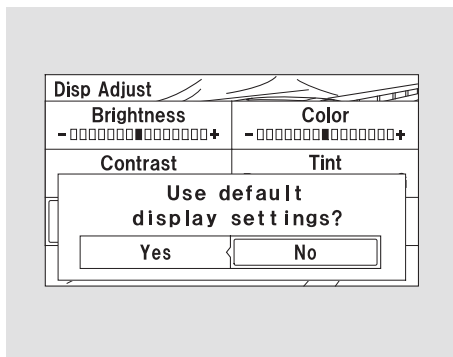 Disp Adjust
Brightness Color
- + - +
Contrast Tint
Use default
display settings?
Yes No